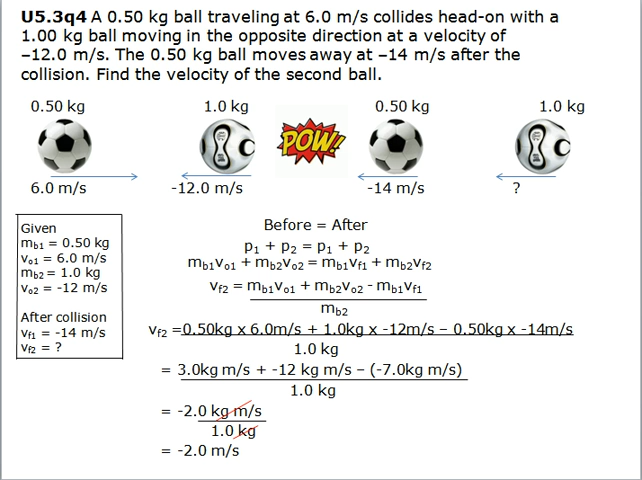 U5.3q4 A 0.50 kg ball traveling at 6.0 m/s collides head-on with a
1.00 kg ball moving in the opposite direction at a velocity of
–12.0 m/s. The 0.50 kg ball moves away at –14 m/s after the
collision. Find the velocity of the second ball.
0.50 kg 1.0 kg 0.50 kg 1.0 kg
POW!
6.0 m/s -12.0 m/s -14 m/s ?
Given
mb1 = 0.50 kg
vo1 = 6.0 m/s
mb2 = 1.0 kg
vo2 = -12 m/s
After collision
vf1 = -14 m/s
vf2 = ?
Before = After
p1 + p2 = p1 + p2
mb1vo1 + mb2vo2 = mb1vf1 + mb2vf2
vf2 = mb1vo1 + mb2vo2 - mb1vf1
mb2
vf2 =0.50kg x 6.0m/s + 1.0kg x -12m/s – 0.50kg x -14m/s
1.0 kg
= 3.0kg m/s + -12 kg m/s – (-7.0kg m/s)
1.0 kg
= -2.0 kg m/s
1.0 kg
= -2.0 m/s